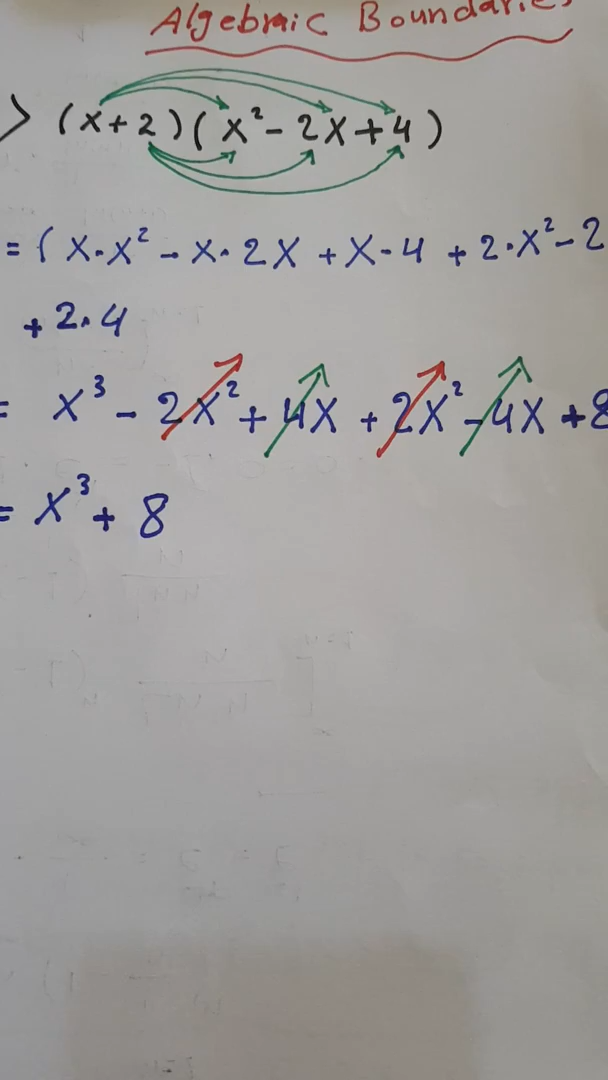 Algebraic Boundaries
> (x+2)(x²-2x+4)
= (x·x² - x·2x + x·4 + 2·x² - 2
+ 2·4
= x³ - 2x² + 4x + 2x² - 4x + 8
= x³ + 8